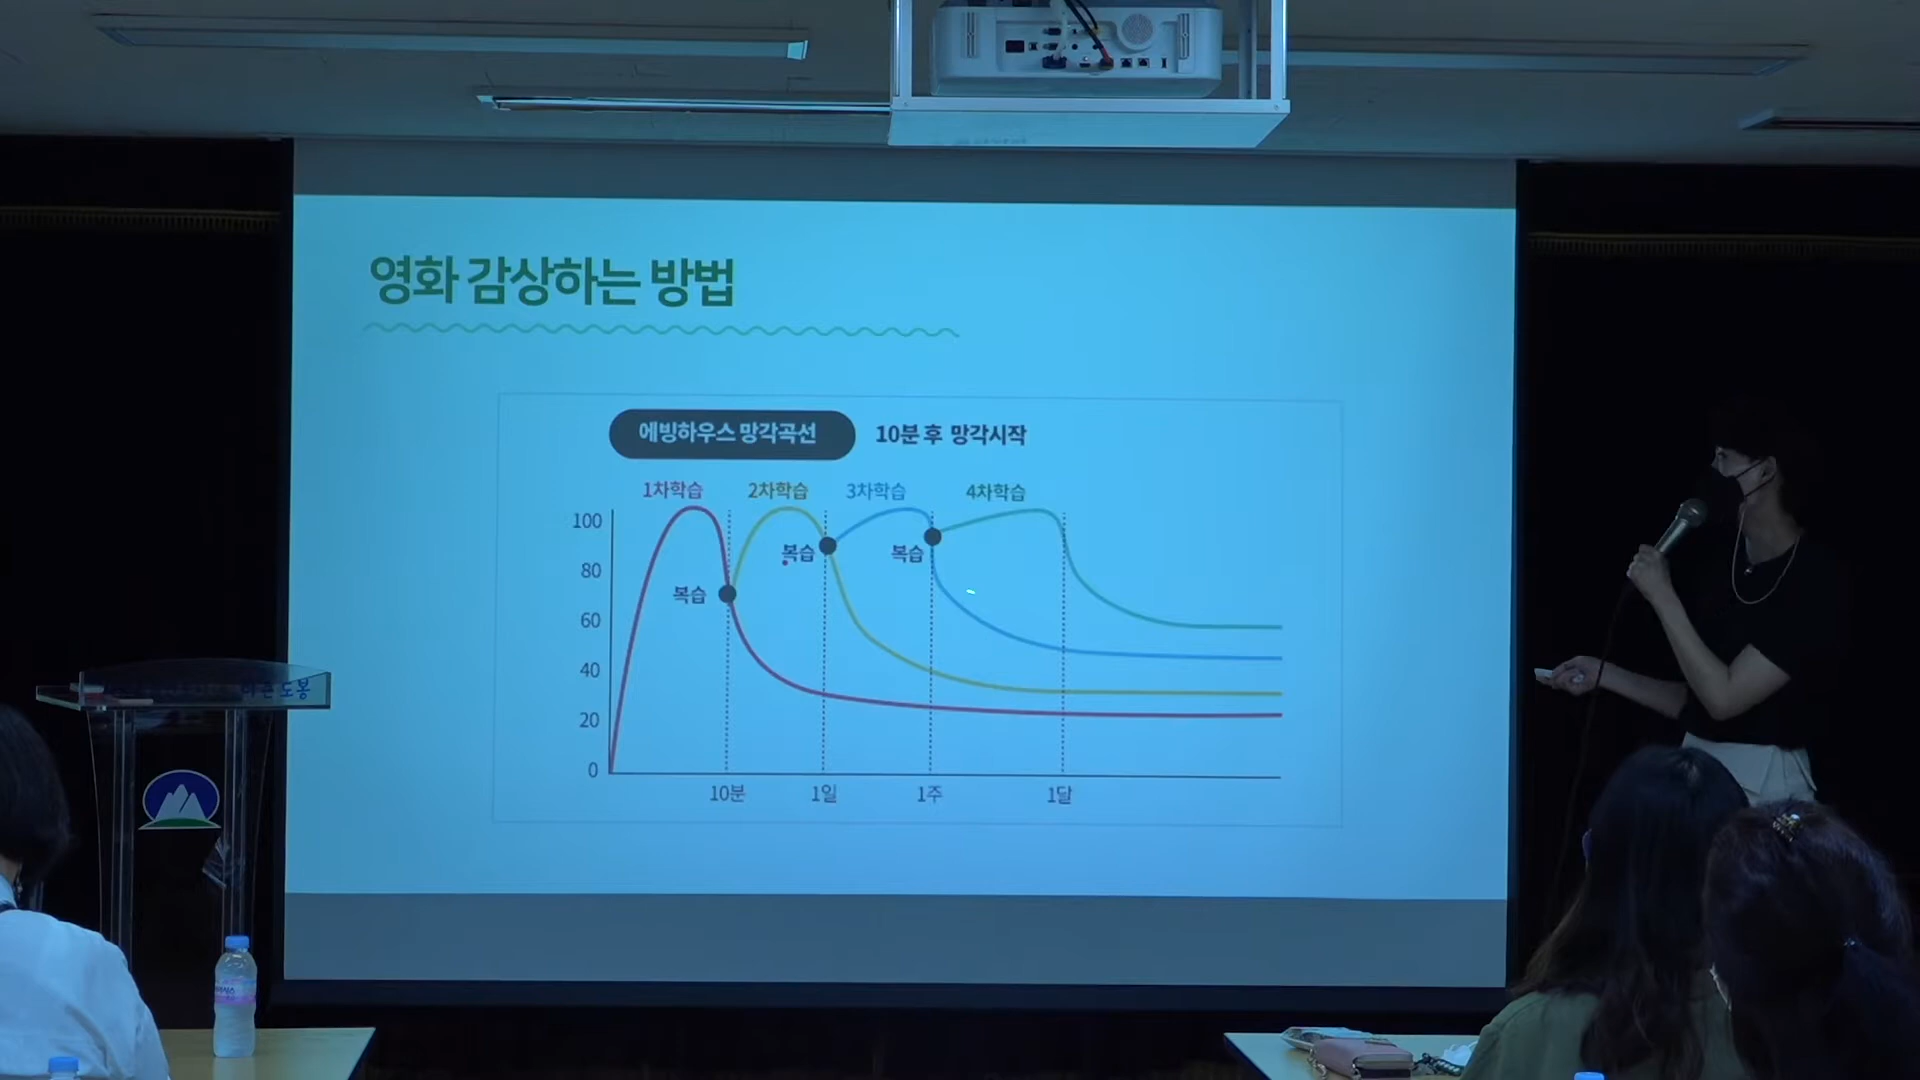 영화 감상하는 방법
에빙하우스 망각곡선
10분 후 망각시작
1차학습
2차학습
3차학습
4차학습
100
80
60
40
20
0
복습
복습
복습
10분
1일
1주
1달
도봉